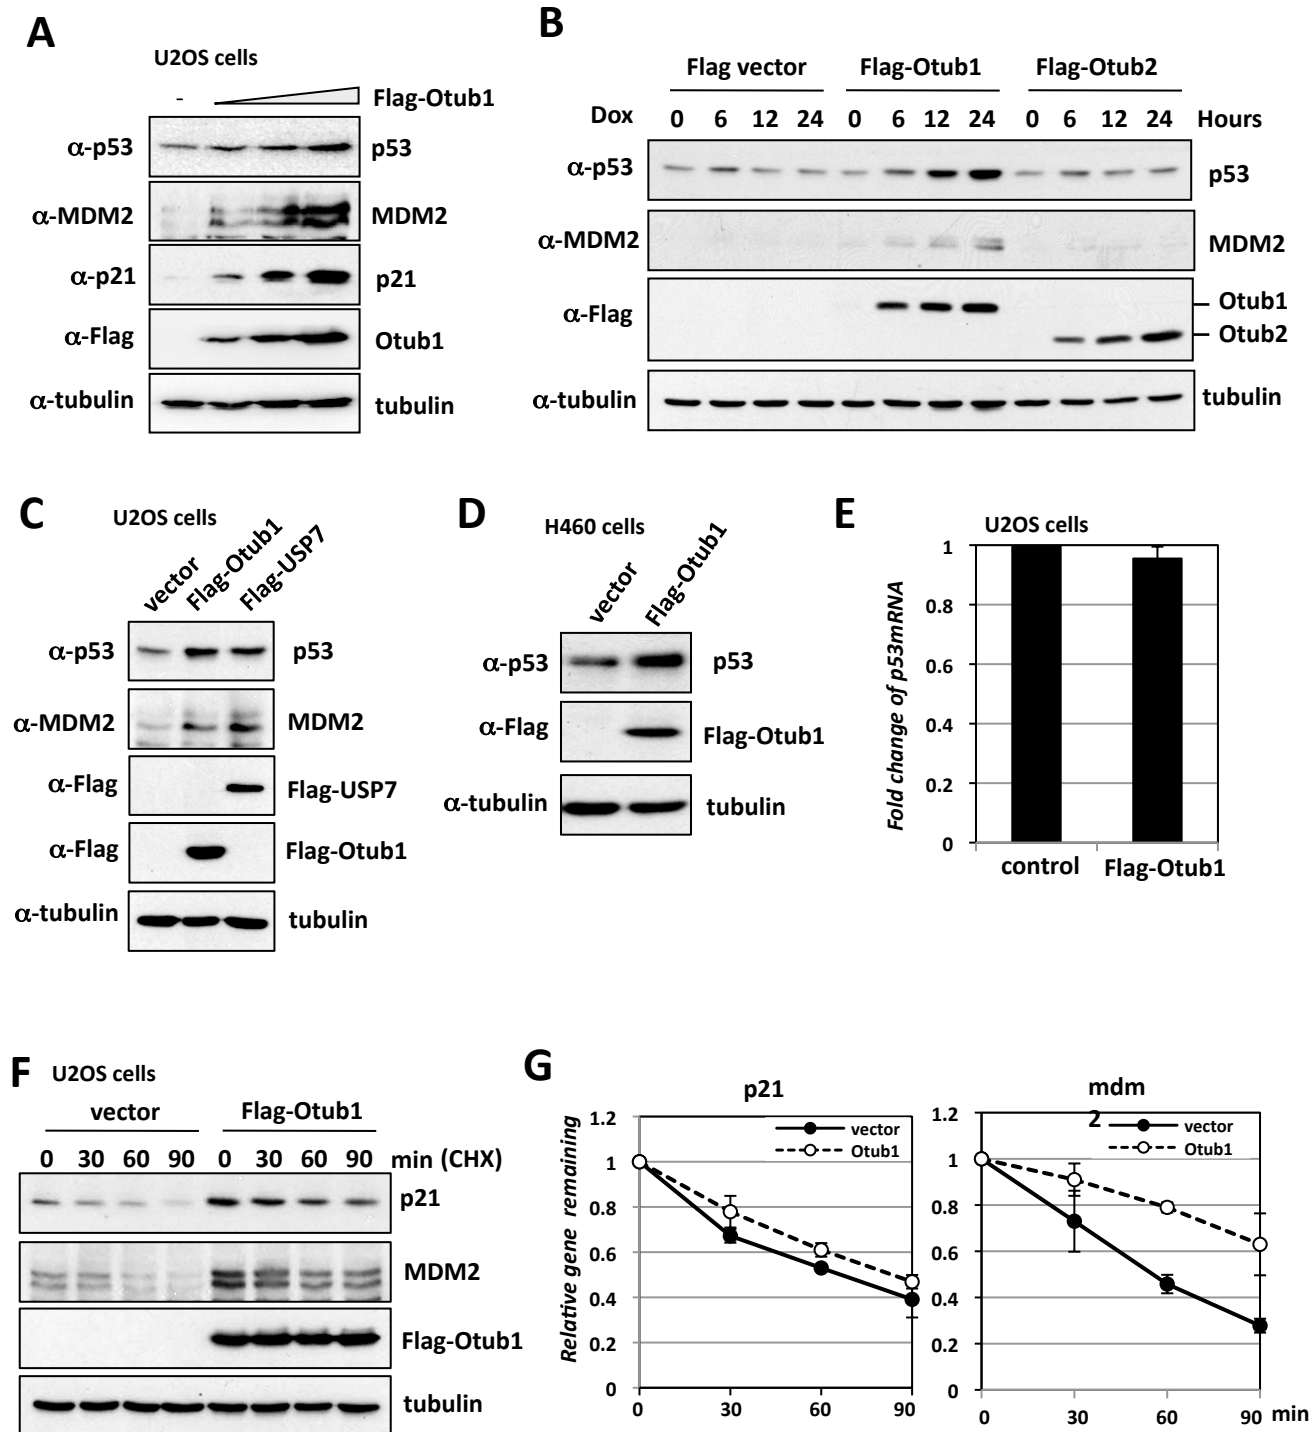 A
U2OS cells
-
Flag-Otub1
α-p53
p53
α-MDM2
MDM2
α-p21
p21
α-Flag
Otub1
α-tubulin
tubulin
B
Flag vector
Flag-Otub1
Flag-Otub2
Dox
0 6 12 24 0 6 12 24 0 6 12 24
Hours
α-p53
p53
α-MDM2
MDM2
α-Flag
Otub1
Otub2
α-tubulin
tubulin
C
U2OS cells
vector
Flag-Otub1
Flag-USP7
α-p53
p53
α-MDM2
MDM2
α-Flag
Flag-USP7
α-Flag
Flag-Otub1
α-tubulin
tubulin
D
H460 cells
vector
Flag-Otub1
α-p53
p53
α-Flag
Flag-Otub1
α-tubulin
tubulin
E
U2OS cells
Fold change of p53mRNA
1
0.8
0.6
0.4
0.2
0
control
Flag-Otub1
F
U2OS cells
vector
Flag-Otub1
0 30 60 90 0 30 60 90 min (CHX)
p21
MDM2
Flag-Otub1
tubulin
G
p21
Relative gene remaining
1.2
1
0.8
0.6
0.4
0.2
0
vector
Otub1
0 30 60 90
mdm
2
1.2
1
0.8
0.6
0.4
0.2
0
vector
Otub1
0 30 60 90 min